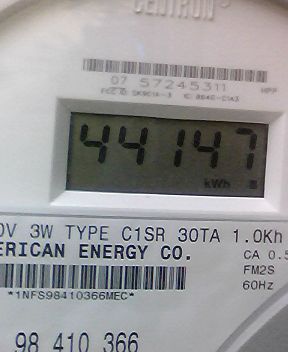 CENTRON
07 57245311
44147
kWh
0V 3W TYPE C1SR 30TA 1.0Kh
ERICAN ENERGY CO.
CA 0.5
FM2S
60Hz
*1NFS98410366MEC*
98 410 366